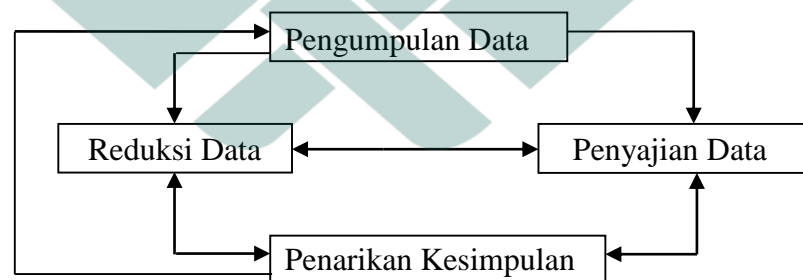 Pengumpulan Data
Reduksi Data
Penyajian Data
Penarikan Kesimpulan